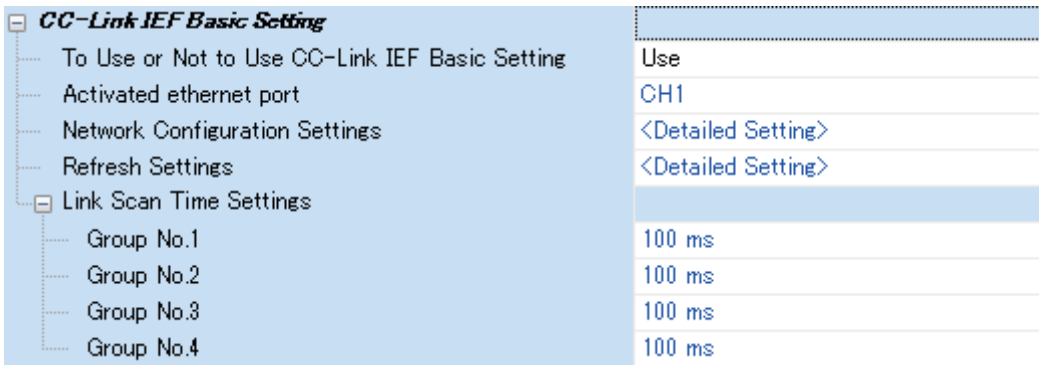 CC-Link IEF Basic Setting
To Use or Not to Use CC-Link IEF Basic Setting Use
Activated ethernet port CH1
Network Configuration Settings <Detailed Setting>
Refresh Settings <Detailed Setting>
Link Scan Time Settings
Group No.1 100 ms
Group No.2 100 ms
Group No.3 100 ms
Group No.4 100 ms